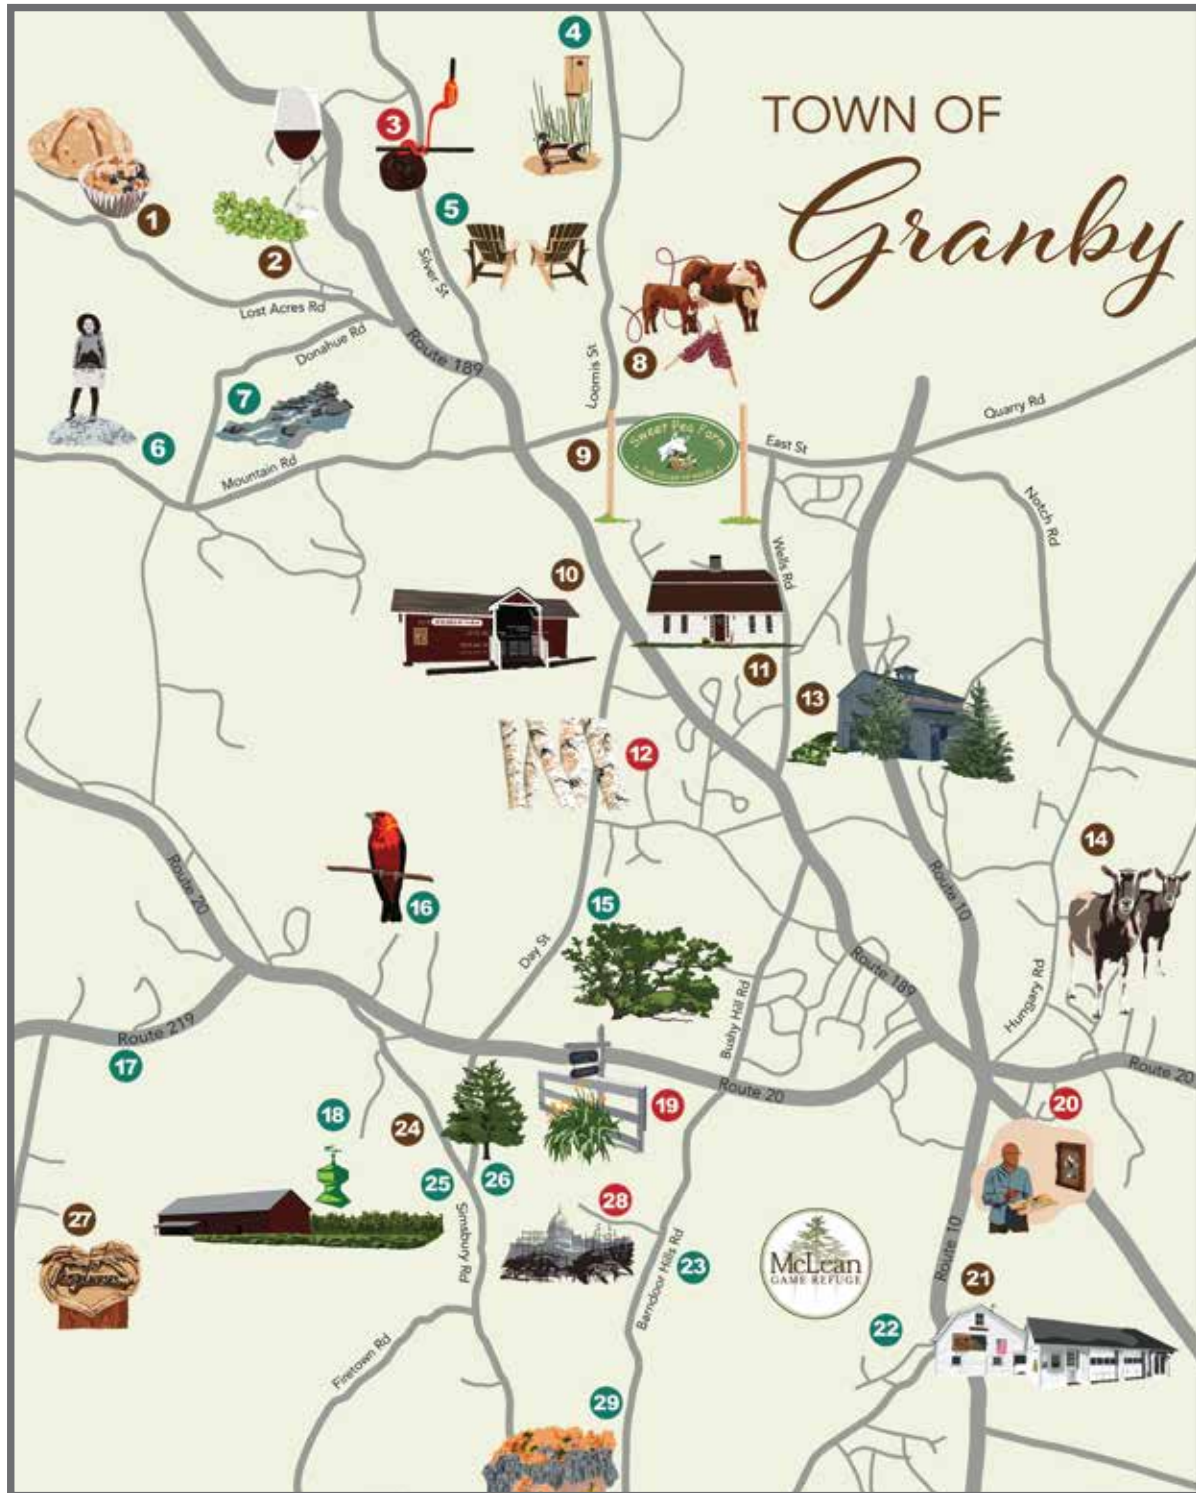 TOWN OF
Granby
4
3
5
1
2
Silver St
Lost Acres Rd
Donahue Rd
Route 189
Loomis St
8
7
6
Mountain Rd
9
Sweet Pea Farm
East St
Quarry Rd
Notch Rd
Wells Rd
10
11
13
12
14
Route 20
16
15
Route 10
Day St
Bushy Hill Rd
Route 189
Hungary Rd
Route 219
17
Route 20
Route 20
18
24
19
20
25
26
27
Simsbury Rd
28
23
Barndoor Hills Rd
McLean
GAME REFUGE
Route 10
21
22
Firetown Rd
29